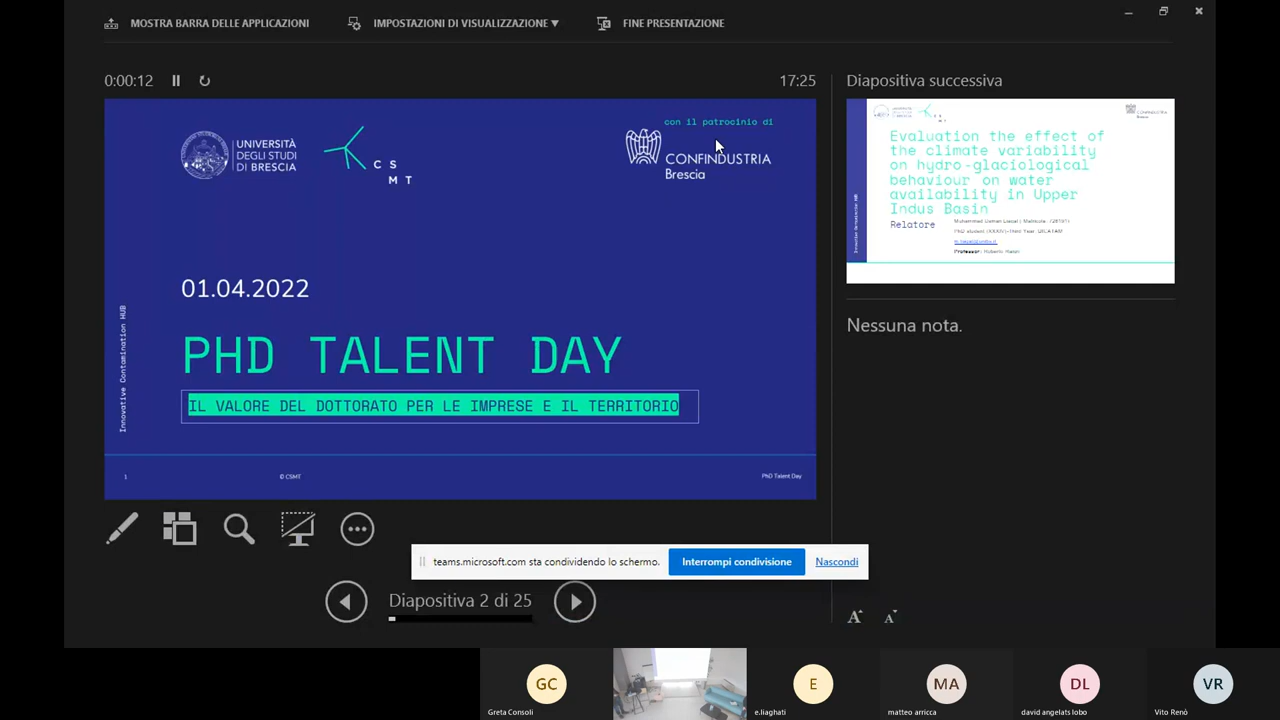 MOSTRA BARRA DELLE APPLICAZIONI
IMPOSTAZIONI DI VISUALIZZAZIONE ▼
FINE PRESENTAZIONE
0:00:12
17:25
UNIVERSITÀ
DEGLI STUDI
DI BRESCIA
CS
MT
con il patrocinio di
CONFINDUSTRIA
Brescia
01.04.2022
PHD TALENT DAY
IL VALORE DEL DOTTORATO PER LE IMPRESE E IL TERRITORIO
Innovative Contamination HUB
1
© CSMT
PhD Talent Day
Diapositiva successiva
Evaluation the effect of
the climate variability
on hydro-glaciological
behaviour on water
availability in Upper
Indus Basin
Relatore
Nessuna nota.
teams.microsoft.com sta condividendo lo schermo.
Interrompi condivisione
Nascondi
Diapositiva 2 di 25
A
A
GC
Greta Consoli
E
e.liaghati
MA
matteo arricca
DL
david angelats lobo
VR
Vito Renò